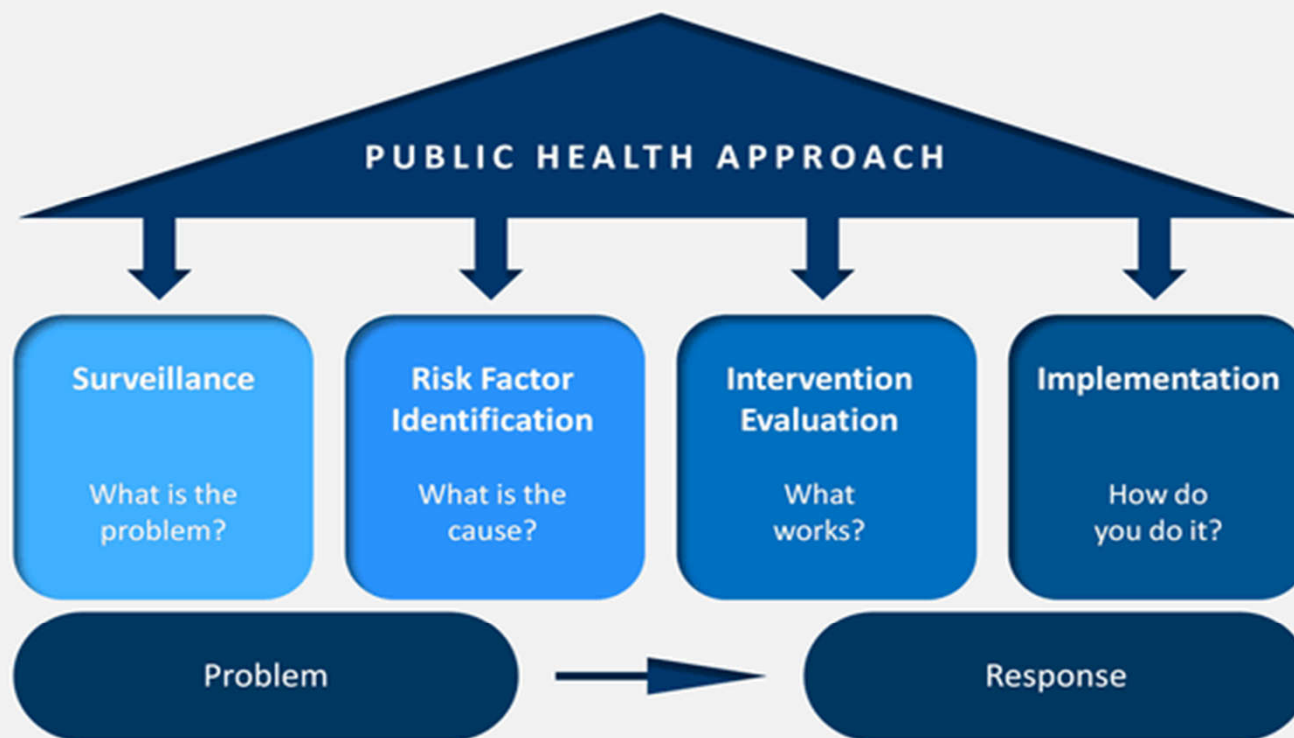 PUBLIC HEALTH APPROACH
Surveillance
What is the
problem?
Risk Factor
Identification
What is the
cause?
Intervention
Evaluation
What
works?
Implementation
How do
you do it?
Problem
Response